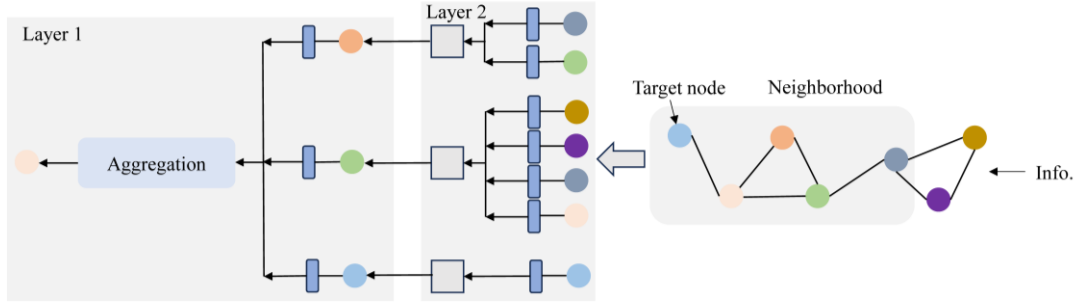 Layer 1
Layer 2
Aggregation
Target node
Neighborhood
Info.